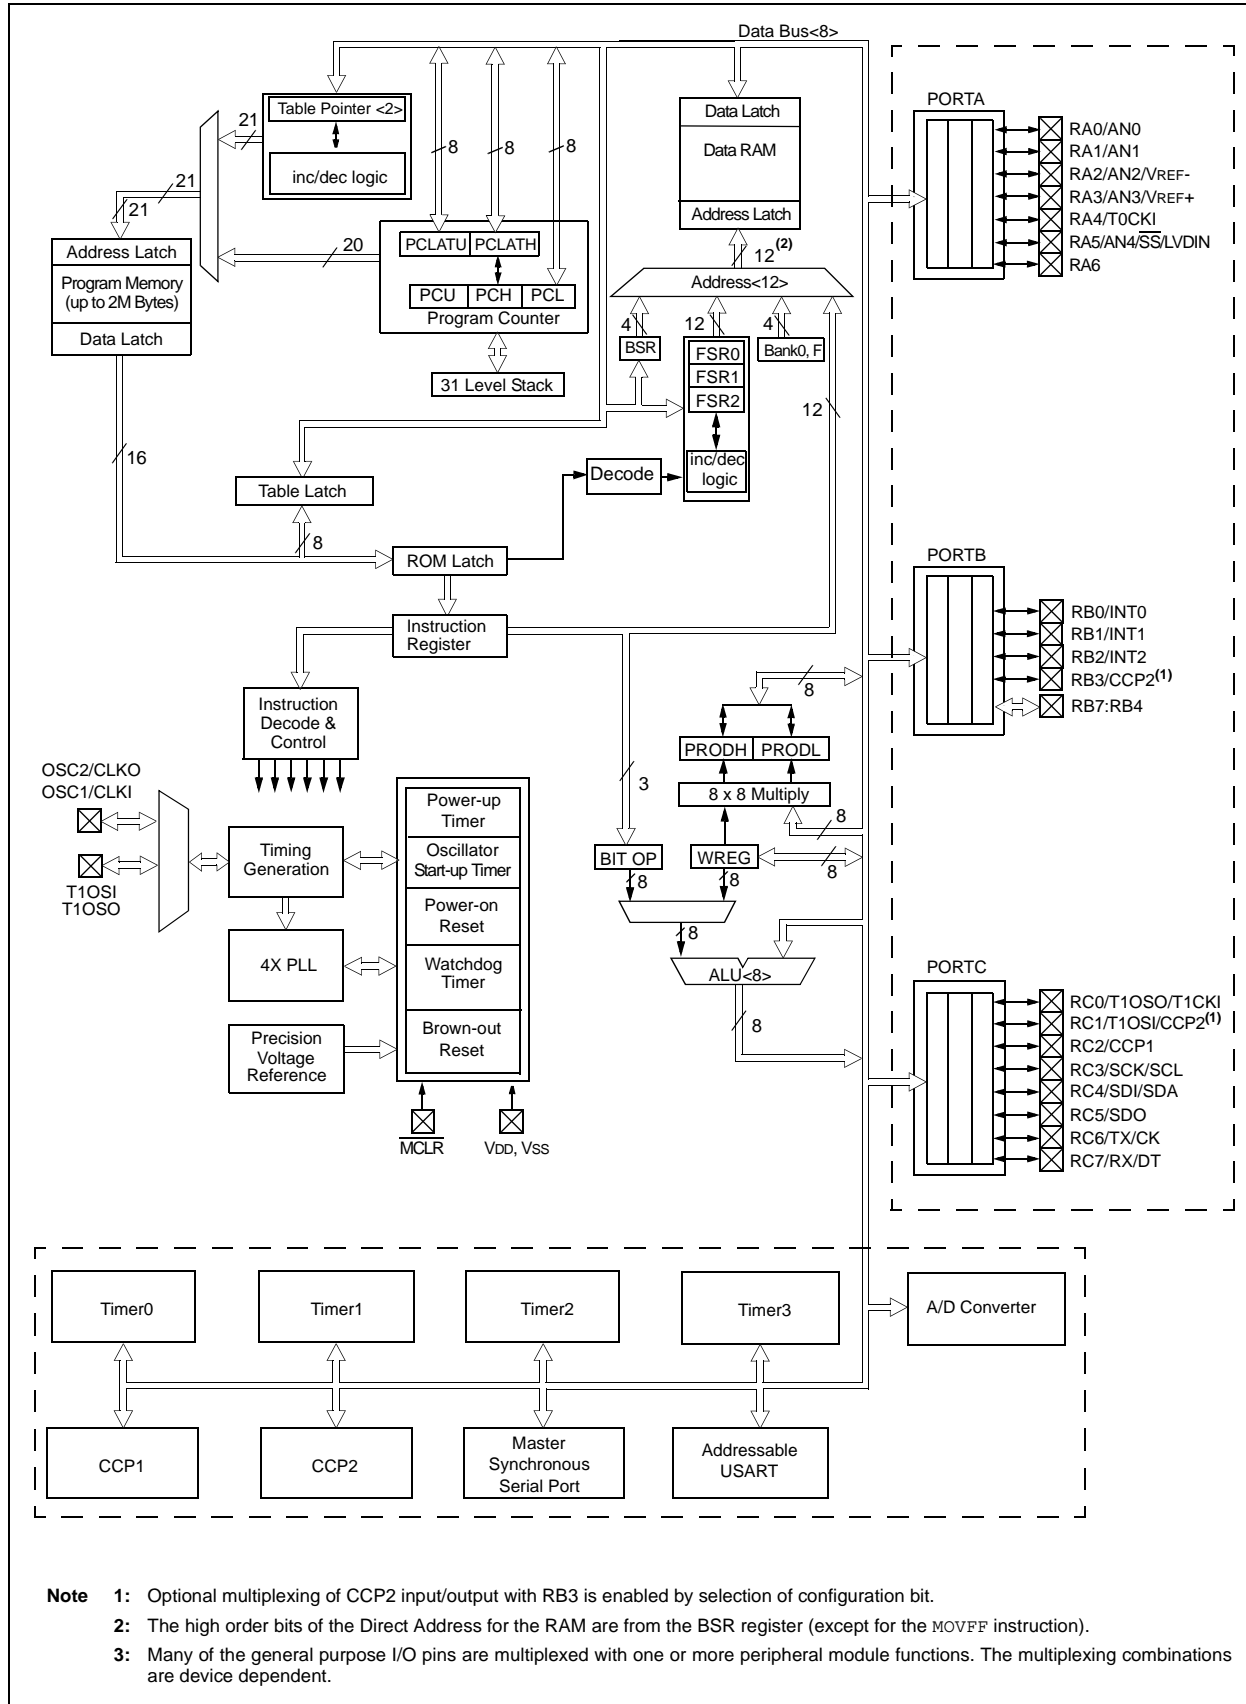 Data Bus<8>
PORTA
Table Pointer <2>
21
inc/dec logic
21
21
8
8
8
Data Latch
Data RAM
Address Latch
12(2)
RA0/AN0
RA1/AN1
RA2/AN2/VREF-
RA3/AN3/VREF+
RA4/T0CKI
RA5/AN4/SS/LVDIN
RA6
Address Latch
Program Memory
(up to 2M Bytes)
Data Latch
20
PCLATU PCLATH
PCU PCH PCL
Program Counter
31 Level Stack
Address<12>
4
12
4
BSR
FSR0
FSR1
FSR2
Bank0, F
12
inc/dec
logic
16
Table Latch
8
Decode
ROM Latch
Instruction
Register
PORTB
RB0/INT0
RB1/INT1
RB2/INT2
RB3/CCP2(1)
RB7:RB4
Instruction
Decode &
Control
8
PRODH PRODL
8 x 8 Multiply
3
8
BIT OP
WREG
8
8
8
8
ALU<8>
8
OSC2/CLKO
OSC1/CLKI
T1OSI
T1OSO
Timing
Generation
4X PLL
Precision
Voltage
Reference
Power-up
Timer
Oscillator
Start-up Timer
Power-on
Reset
Watchdog
Timer
Brown-out
Reset
MCLR
VDD, VSS
PORTC
RC0/T1OSO/T1CKI
RC1/T1OSI/CCP2(1)
RC2/CCP1
RC3/SCK/SCL
RC4/SDI/SDA
RC5/SDO
RC6/TX/CK
RC7/RX/DT
Timer0
Timer1
Timer2
Timer3
A/D Converter
CCP1
CCP2
Master
Synchronous
Serial Port
Addressable
USART
Note 1: Optional multiplexing of CCP2 input/output with RB3 is enabled by selection of configuration bit.
2: The high order bits of the Direct Address for the RAM are from the BSR register (except for the MOVFF instruction).
3: Many of the general purpose I/O pins are multiplexed with one or more peripheral module functions. The multiplexing combinations
are device dependent.